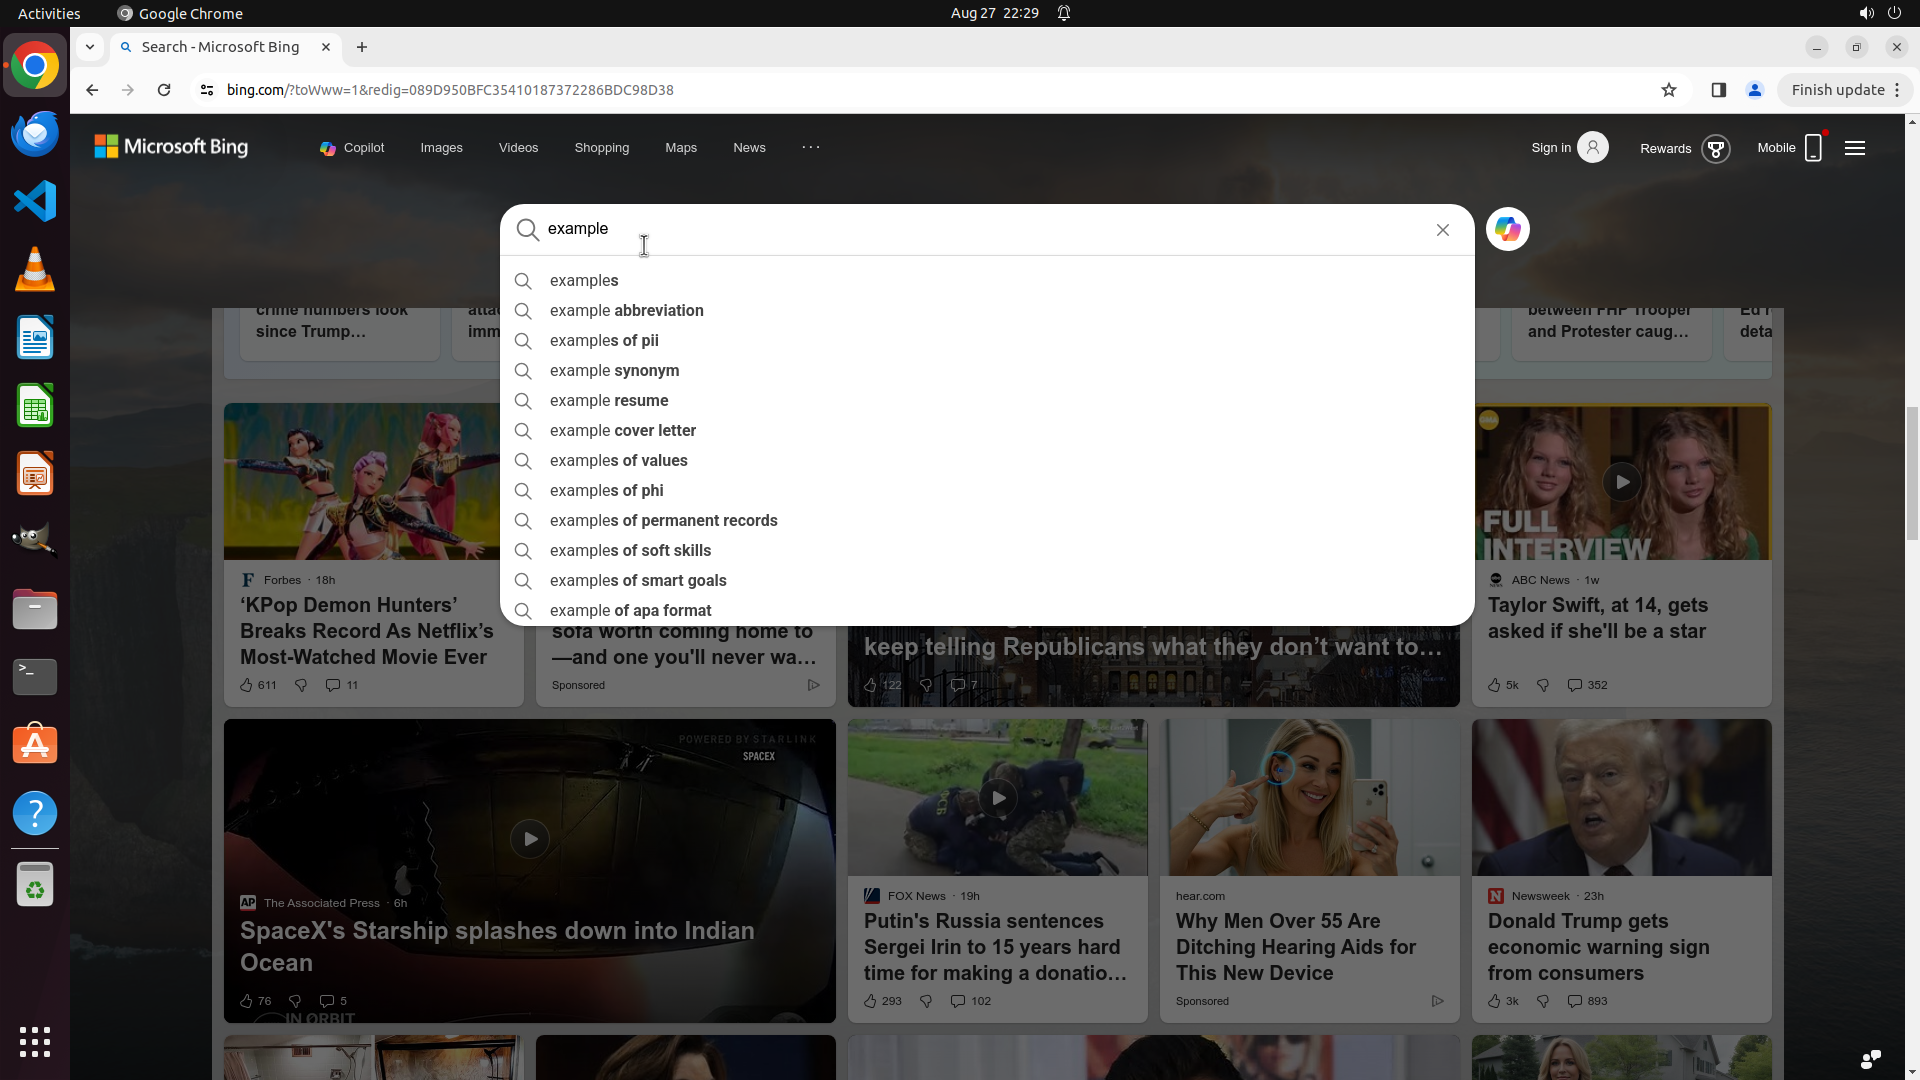 Activities
Google Chrome
Aug 27 22:29
Search - Microsoft Bing
bing.com/?toWww=1&redig=089D950BFC35410187372286BDC98D38
Finish update
Microsoft Bing
Copilot
Images
Videos
Shopping
Maps
News
Sign in
Rewards
Mobile
example
examples
example abbreviation
examples of pii
example synonym
example resume
example cover letter
examples of values
examples of phi
examples of permanent records
examples of soft skills
examples of smart goals
example of apa format
crime numbers look
since Trump…
between FHP Trooper
and Protester caug…
Forbes · 18h
‘KPop Demon Hunters’
Breaks Record As Netflix’s
Most-Watched Movie Ever
611
11
sofa worth coming home to
—and one you'll never wa…
Sponsored
keep telling Republicans what they don’t want to…
122
7
FULL
INTERVIEW
ABC News · 1w
Taylor Swift, at 14, gets
asked if she'll be a star
5k
352
POWERED BY STARLINK
SPACEX
AP The Associated Press · 6h
SpaceX's Starship splashes down into Indian
Ocean
76
5
IN ORBIT
FOX News · 19h
Putin's Russia sentences
Sergei Irin to 15 years hard
time for making a donatio…
293
102
hear.com
Why Men Over 55 Are
Ditching Hearing Aids for
This New Device
Sponsored
N Newsweek · 23h
Donald Trump gets
economic warning sign
from consumers
3k
893